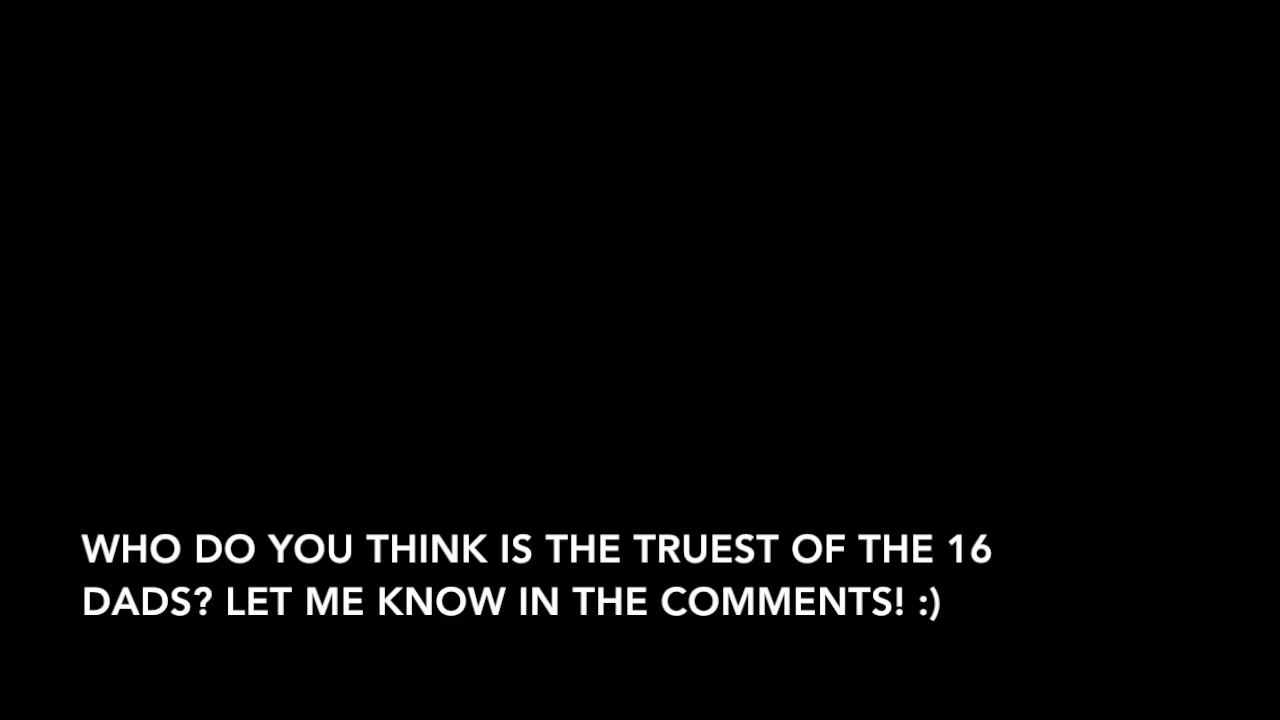 WHO DO YOU THINK IS THE TRUEST OF THE 16
DADS? LET ME KNOW IN THE COMMENTS! :)